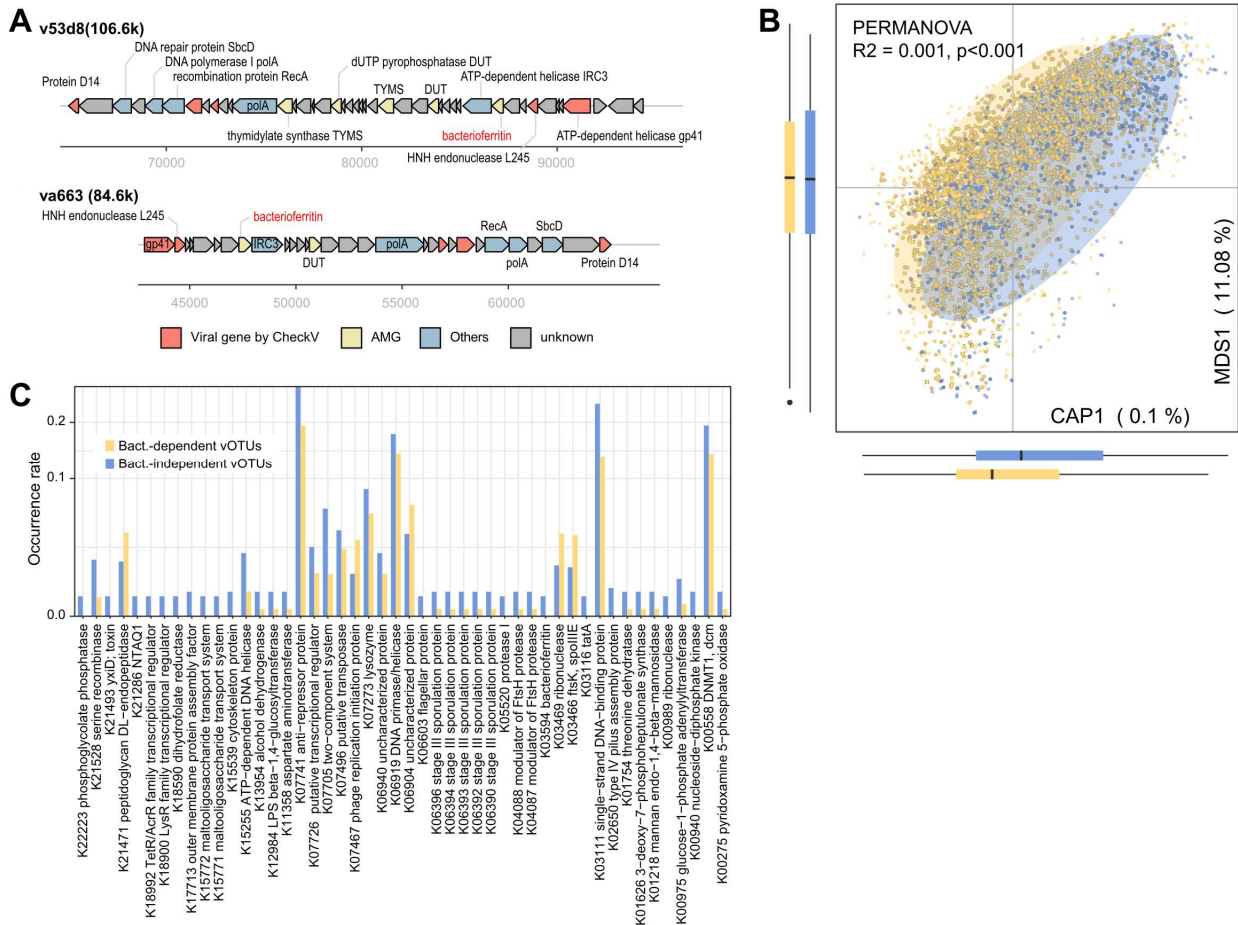 A
v53d8(106.6k)
DNA repair protein SbcD
DNA polymerase I polA
recombination protein RecA
Protein D14
dUTP pyrophosphatase DUT
ATP-dependent helicase IRC3
TYMS
DUT
polA
thymidylate synthase TYMS
bacterioferritin
ATP-dependent helicase gp41
HNH endonuclease L245
70000
80000
90000
va663 (84.6k)
HNH endonuclease L245
bacterioferritin
RecA
SbcD
gp41
IRC3
polA
DUT
polA
Protein D14
45000
50000
55000
60000
Viral gene by CheckV
AMG
Others
unknown
B
PERMANOVA
R2 = 0.001, p<0.001
MDS1 ( 11.08 %)
CAP1 ( 0.1 %)
C
Occurrence rate
0.2
0.1
0.0
Bact.-dependent vOTUs
Bact.-independent vOTUs
K22223 phosphoglycolate phosphatase
K21528 serine recombinase
K21493 yxiD; toxin
K21471 peptidoglycan DL-endopeptidase
K21286 NTAQ1
K18992 TetR/AcrR family transcriptional regulator
K18900 LysR family transcriptional regulator
K18590 dihydrofolate reductase
K17713 outer membrane protein assembly factor
K15772 maltooligosaccharide transport system
K15771 maltooligosaccharide transport system
K15539 cytoskeleton protein
K15255 ATP-dependent DNA helicase
K13954 alcohol dehydrogenase
K12984 LPS beta-1,4-glucosyltransferase
K11358 aspartate aminotransferase
K07741 anti-repressor protein
K07726 putative transcriptional regulator
K07705 two-component system
K07496 putative transposase
K07467 phage replication initiation protein
K07273 lysozyme
K06940 uncharacterized protein
K06919 DNA primase/helicase
K06904 uncharacterized protein
K06603 flagellar protein
K06396 stage III sporulation protein
K06394 stage III sporulation protein
K06393 stage III sporulation protein
K06392 stage III sporulation protein
K06390 stage III sporulation protein
K05520 protease I
K04088 modulator of FtsH protease
K04087 modulator of FtsH protease
K03594 bacterioferritin
K03469 ribonuclease
K03466 ftsK, spoIIIE
K03116 tatA
K03111 single-strand DNA-binding protein
K02650 type IV pilus assembly protein
K01754 threonine dehydratase
K01626 3-deoxy-7-phosphoheptulonate synthase
K01218 mannan endo-1,4-beta-mannosidase
K00989 ribonuclease
K00975 glucose-1-phosphate adenylyltransferase
K00940 nucleoside-diphosphate kinase
K00558 DNMT1, dcm
K00275 pyridoxamine 5-phosphate oxidase